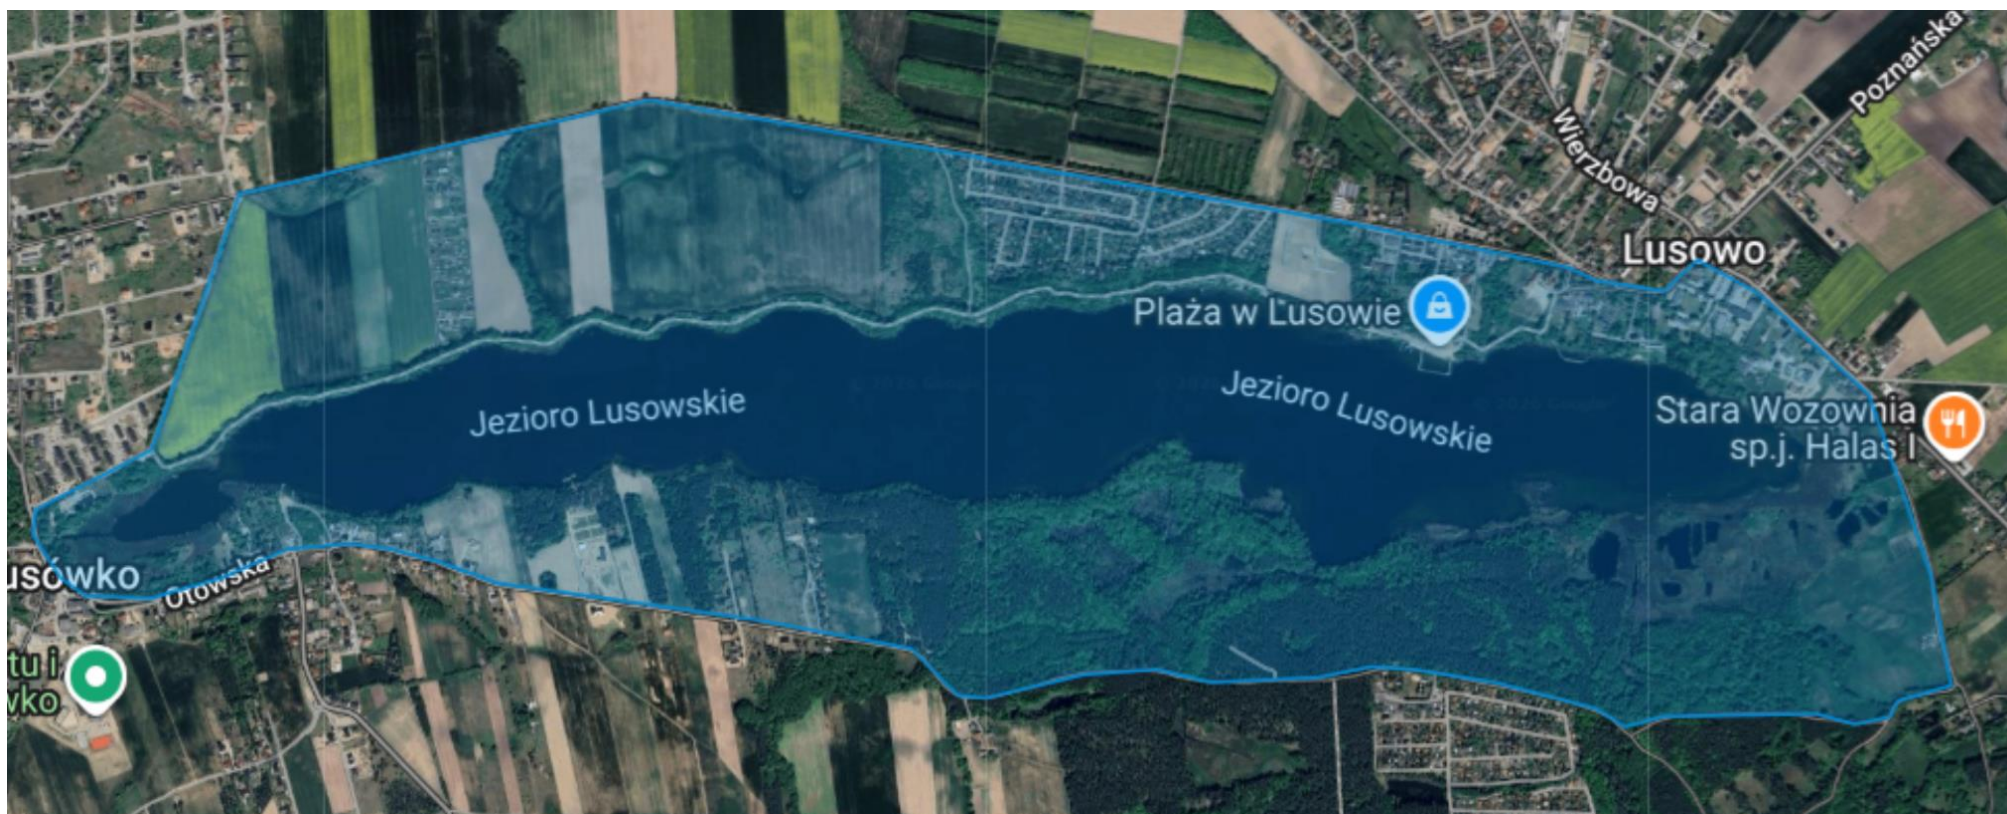 Poznańska
Wierzbowa
Lusowo
Plaża w Lusowie
Jezioro Lusowskie
Jezioro Lusowskie
Stara Wozownia
sp.j. Halas I
usówko
Otowska
tu i
wko